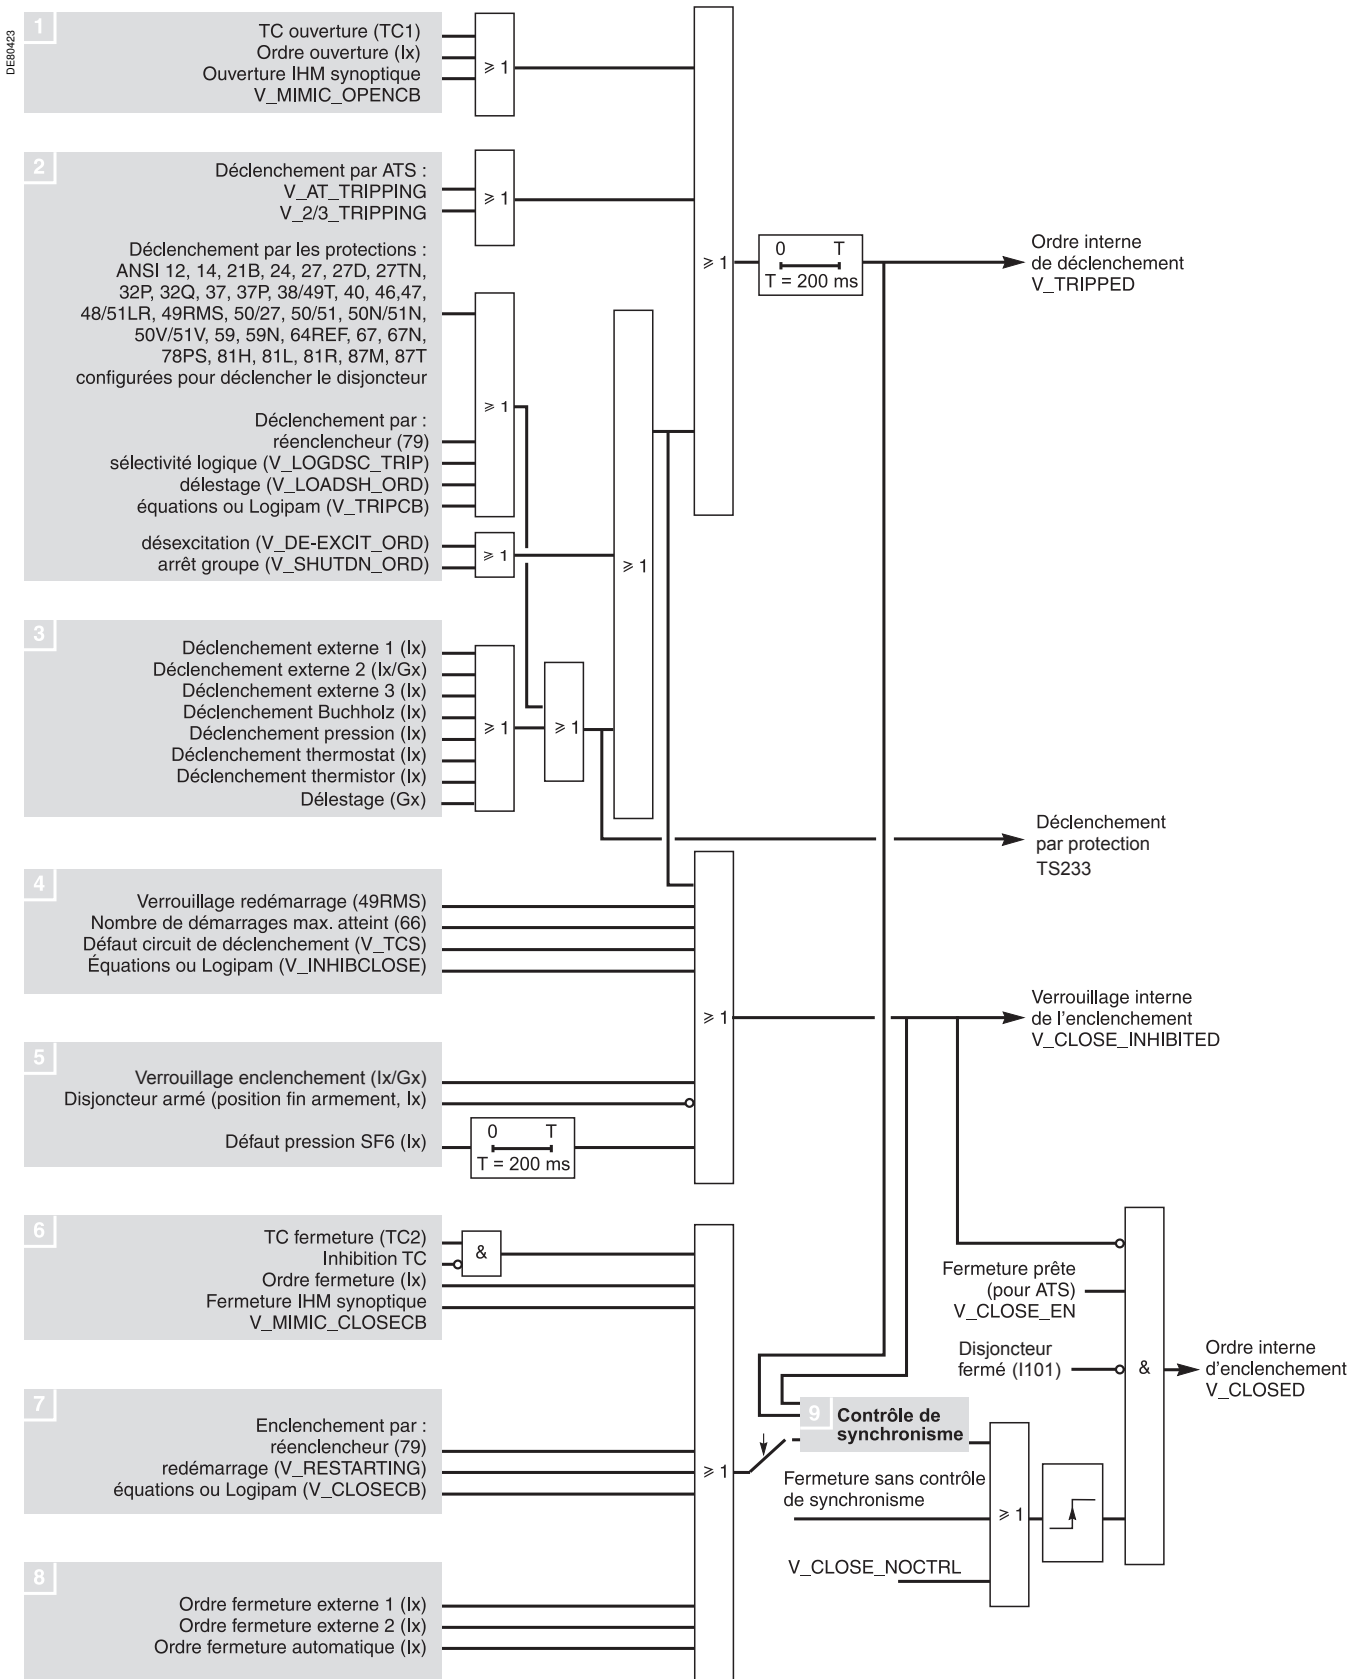 DE80423
1
TC ouverture (TC1)
Ordre ouverture (Ix)
Ouverture IHM synoptique
V_MIMIC_OPENCB
≥ 1
2
Déclenchement par ATS :
V_AT_TRIPPING
V_2/3_TRIPPING
≥ 1
Déclenchement par les protections :
ANSI 12, 14, 21B, 24, 27, 27D, 27TN,
32P, 32Q, 37, 37P, 38/49T, 40, 46,47,
48/51LR, 49RMS, 50/27, 50/51, 50N/51N,
50V/51V, 59, 59N, 64REF, 67, 67N,
78PS, 81H, 81L, 81R, 87M, 87T
configurées pour déclencher le disjoncteur
Déclenchement par :
réenclencheur (79)
sélectivité logique (V_LOGDSC_TRIP)
délestage (V_LOADSH_ORD)
équations ou Logipam (V_TRIPCB)
≥ 1
désexcitation (V_DE-EXCIT_ORD)
arrêt groupe (V_SHUTDN_ORD)
≥ 1
≥ 1
≥ 1
0 T
T = 200 ms
Ordre interne
de déclenchement
V_TRIPPED
3
Déclenchement externe 1 (Ix)
Déclenchement externe 2 (Ix/Gx)
Déclenchement externe 3 (Ix)
Déclenchement Buchholz (Ix)
Déclenchement pression (Ix)
Déclenchement thermostat (Ix)
Déclenchement thermistor (Ix)
Délestage (Gx)
≥ 1
≥ 1
Déclenchement
par protection
TS233
4
Verrouillage redémarrage (49RMS)
Nombre de démarrages max. atteint (66)
Défaut circuit de déclenchement (V_TCS)
Équations ou Logipam (V_INHIBCLOSE)
≥ 1
Verrouillage interne
de l'enclenchement
V_CLOSE_INHIBITED
5
Verrouillage enclenchement (Ix/Gx)
Disjoncteur armé (position fin armement, Ix)
Défaut pression SF6 (Ix)
0 T
T = 200 ms
6
TC fermeture (TC2)
Inhibition TC
Ordre fermeture (Ix)
Fermeture IHM synoptique
V_MIMIC_CLOSECB
&
Fermeture prête
(pour ATS)
V_CLOSE_EN
Disjoncteur
fermé (I101)
&
Ordre interne
d'enclenchement
V_CLOSED
7
Enclenchement par :
réenclencheur (79)
redémarrage (V_RESTARTING)
équations ou Logipam (V_CLOSECB)
≥ 1
9
Contrôle de
synchronisme
Fermeture sans contrôle
de synchronisme
≥ 1
V_CLOSE_NOCTRL
8
Ordre fermeture externe 1 (Ix)
Ordre fermeture externe 2 (Ix)
Ordre fermeture automatique (Ix)